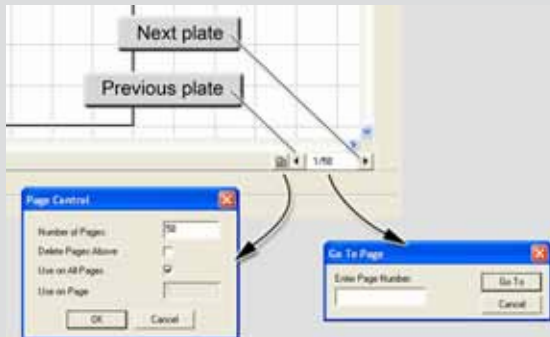 Next plate
Previous plate
1/50
Page Control
Number of Pages: 50
Delete Pages Above
Use on All Pages
Use on Page
OK Cancel
Go To Page
Enter Page Number:
Go To
Cancel